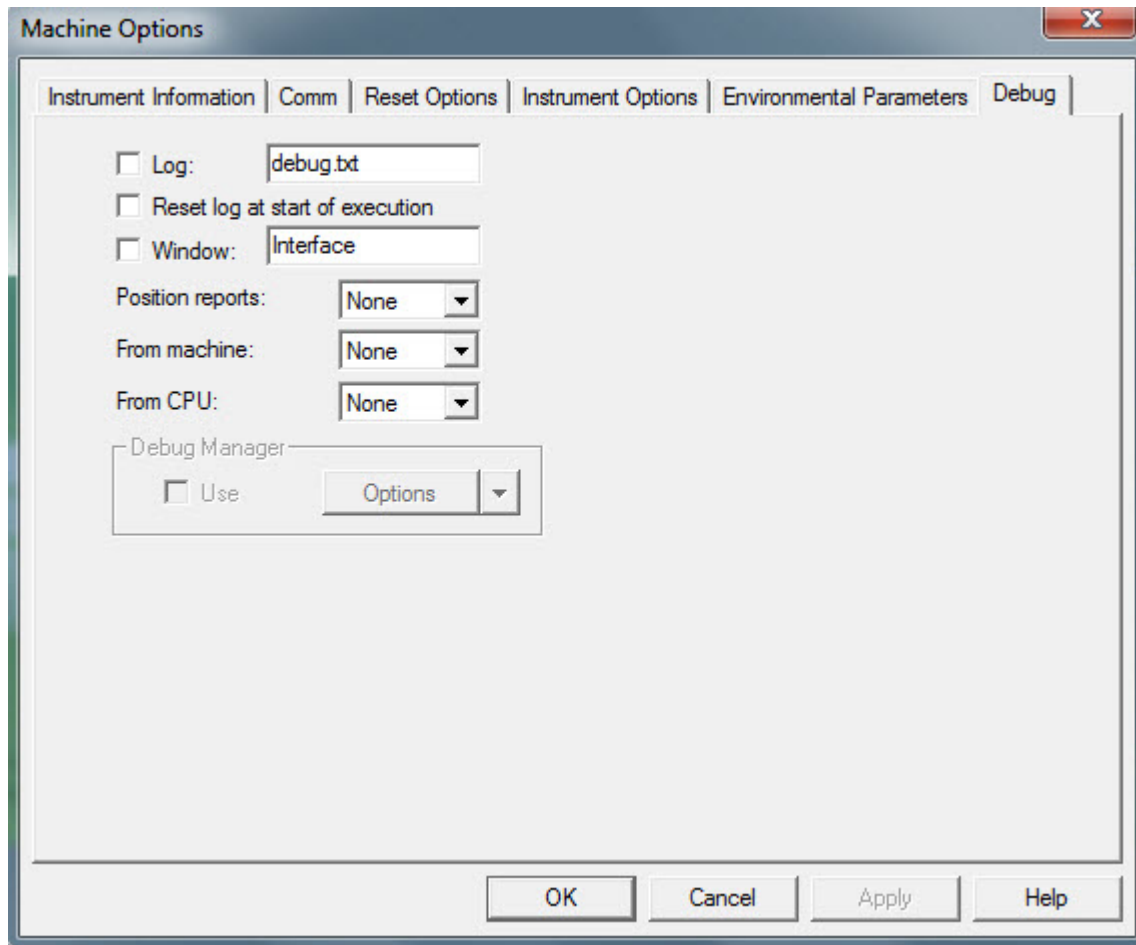 Machine Options
Instrument Information Comm Reset Options Instrument Options Environmental Parameters Debug
Log: debug.txt
Reset log at start of execution
Window: Interface
Position reports: None
From machine: None
From CPU: None
Debug Manager
Use Options
OK Cancel Apply Help